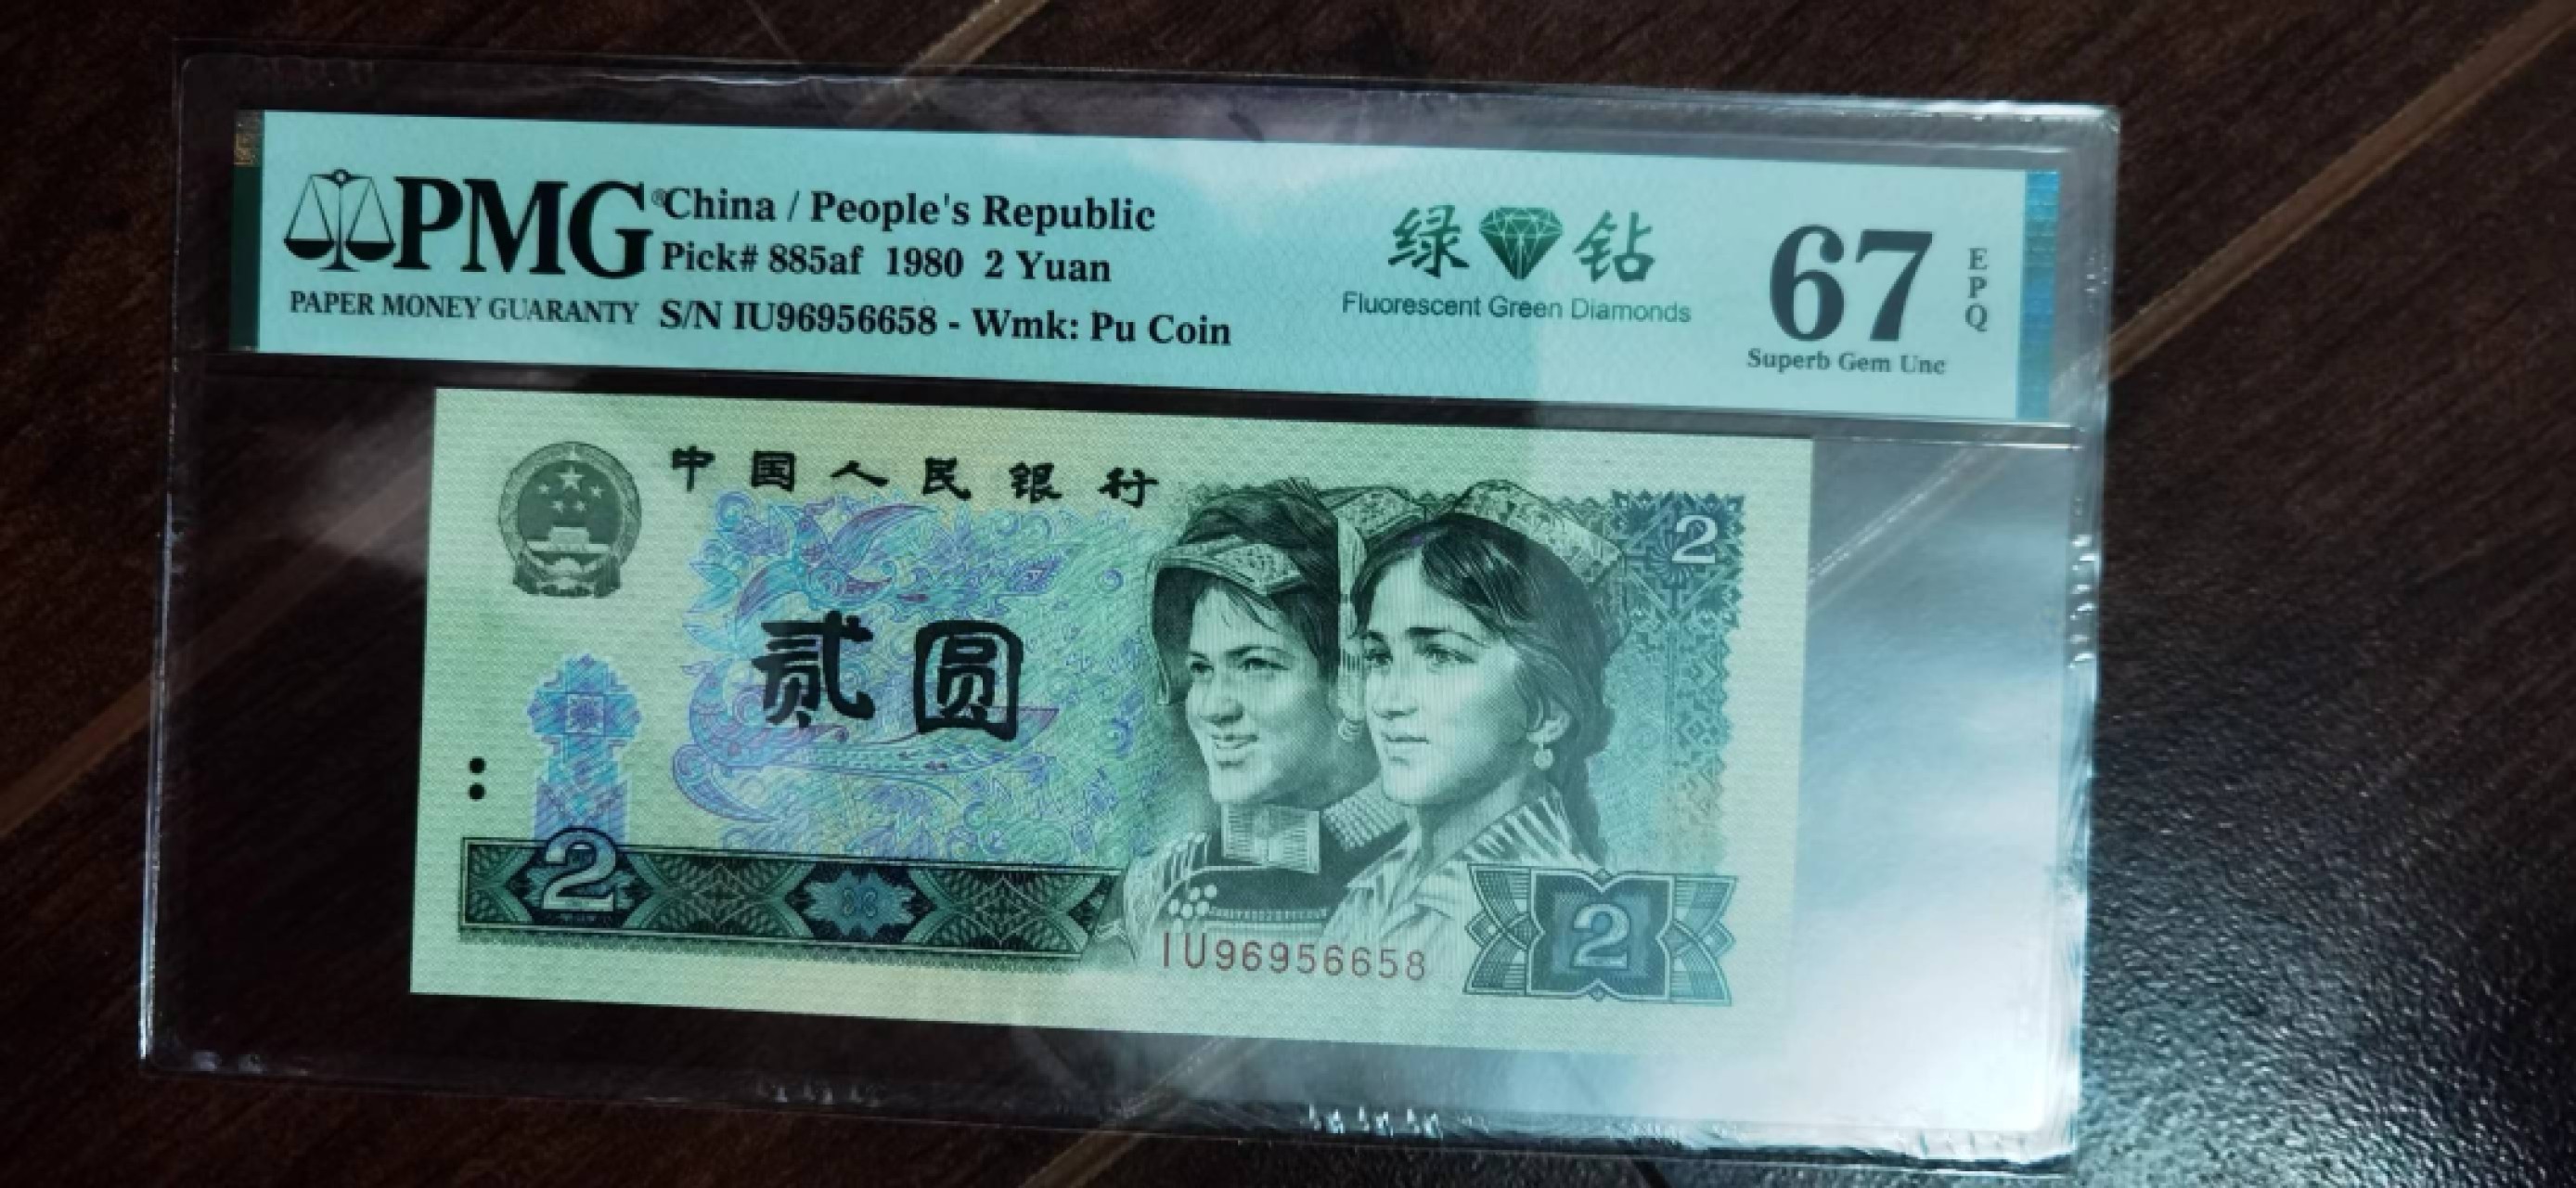 PMG®
PAPER MONEY GUARANTY
China / People's Republic
Pick# 885af 1980 2 Yuan
S/N IU96956658 - Wmk: Pu Coin
绿钻
Fluorescent Green Diamonds
67
EPQ
Superb Gem Unc
中国人民银行
2
贰圆
2
IU96956658
2